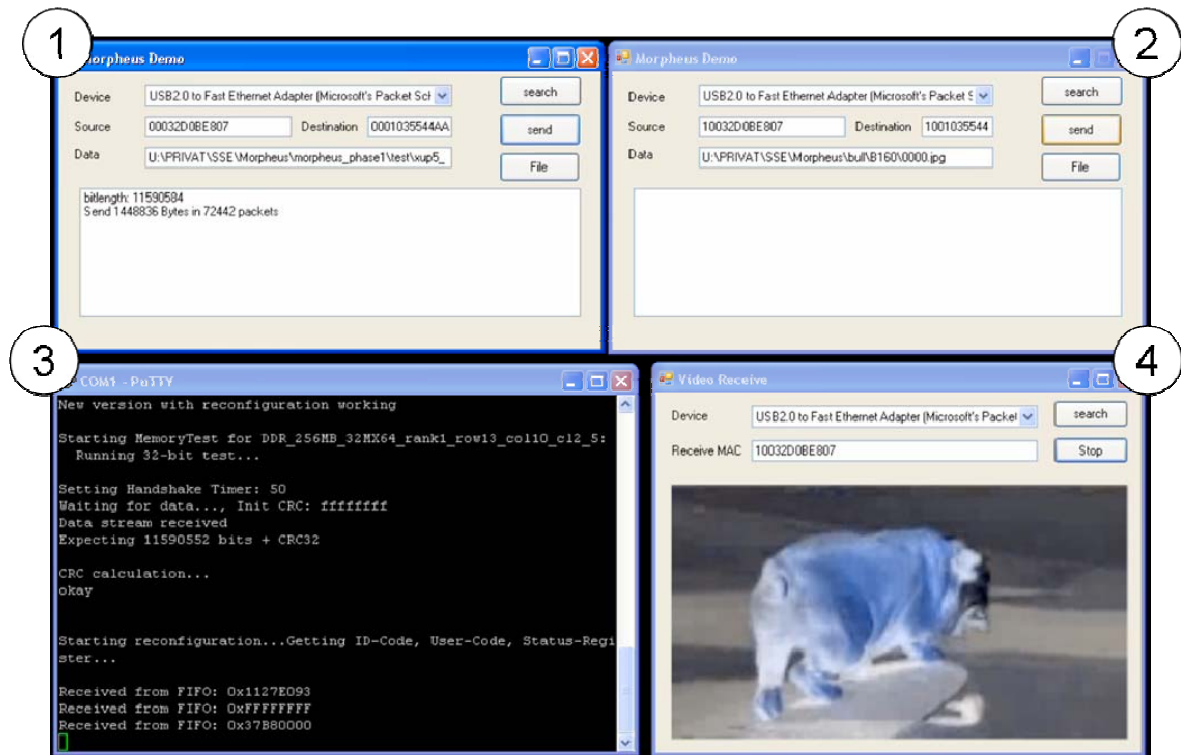 1
Morpheus Demo
Device
USB2.0 to Fast Ethernet Adapter (Microsoft's Packet Sch
search
Source
00032D0BE807
Destination
0001035544AA
send
Data
U:\PRIVAT\SSE\Morpheus\morpheus_phase1\test\xup5_
File
bitlength: 11590584
Send 1448836 Bytes in 72442 packets
2
Morpheus Demo
Device
USB2.0 to Fast Ethernet Adapter (Microsoft's Packet S
search
Source
10032D0BE807
Destination
1001035544
send
Data
U:\PRIVAT\SSE\Morpheus\bull\B160\0000.jpg
File
3
COM1 - PuTTY
New version with reconfiguration working
Starting MemoryTest for DDR_256MB_32MX64_rank1_row13_col10_cl2_5:
Running 32-bit test...
Setting Handshake Timer: 50
Waiting for data..., Init CRC: ffffffff
Data stream received
Expecting 11590552 bits + CRC32
CRC calculation...
okay
Starting reconfiguration...Getting ID-Code, User-Code, Status-Regi
ster...
Received from FIFO: 0x1127E093
Received from FIFO: 0xFFFFFFFF
Received from FIFO: 0x37B80000
4
Video Receive
Device
USB2.0 to Fast Ethernet Adapter (Microsoft's Packet
search
Receive MAC
10032D0BE807
Stop